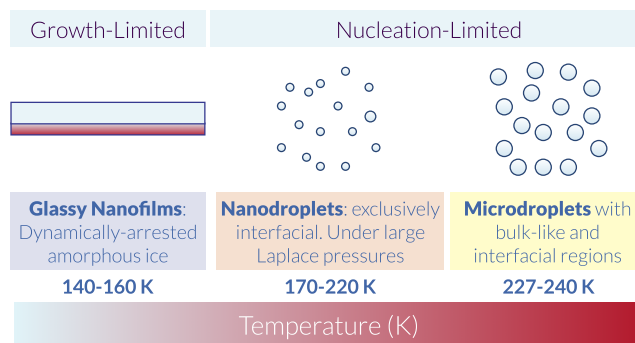 Growth-Limited
Nucleation-Limited
Glassy Nanofilms:
Dynamically-arrested
amorphous ice
Nanodroplets: exclusively
interfacial. Under large
Laplace pressures
Microdroplets with
bulk-like and
interfacial regions
140-160 K
170-220 K
227-240 K
Temperature (K)